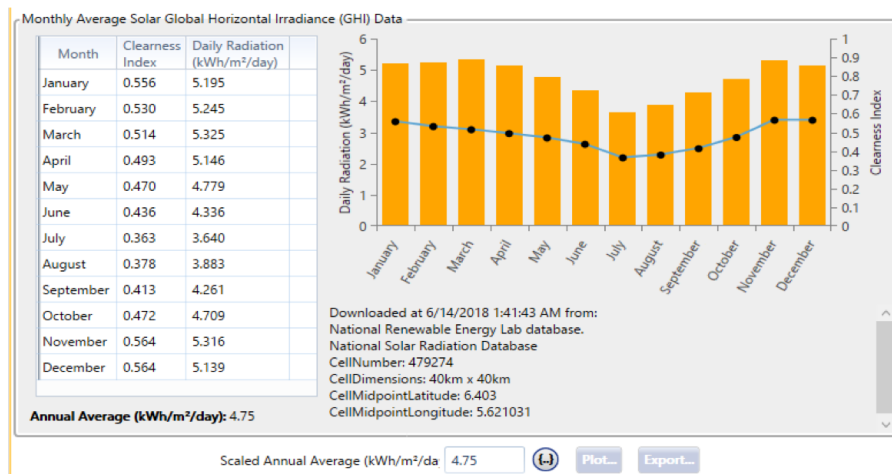 Monthly Average Solar Global Horizontal Irradiance (GHI) Data
Month Clearness Index Daily Radiation (kWh/m²/day)
January 0.556 5.195
February 0.530 5.245
March 0.514 5.325
April 0.493 5.146
May 0.470 4.779
June 0.436 4.336
July 0.363 3.640
August 0.378 3.883
September 0.413 4.261
October 0.472 4.709
November 0.564 5.316
December 0.564 5.139
Annual Average (kWh/m²/day): 4.75
Daily Radiation (kWh/m²/day)
6
5
4
3
2
1
0
1
0.9
0.8
0.7
0.6
0.5
0.4
0.3
0.2
0.1
0
Clearness Index
January
February
March
April
May
June
July
August
September
October
November
December
Downloaded at 6/14/2018 1:41:43 AM from:
National Renewable Energy Lab database.
National Solar Radiation Database
CellNumber: 479274
CellDimensions: 40km x 40km
CellMidpointLatitude: 6.403
CellMidpointLongitude: 5.621031
Scaled Annual Average (kWh/m²/da 4.75 {..} Plot... Export...